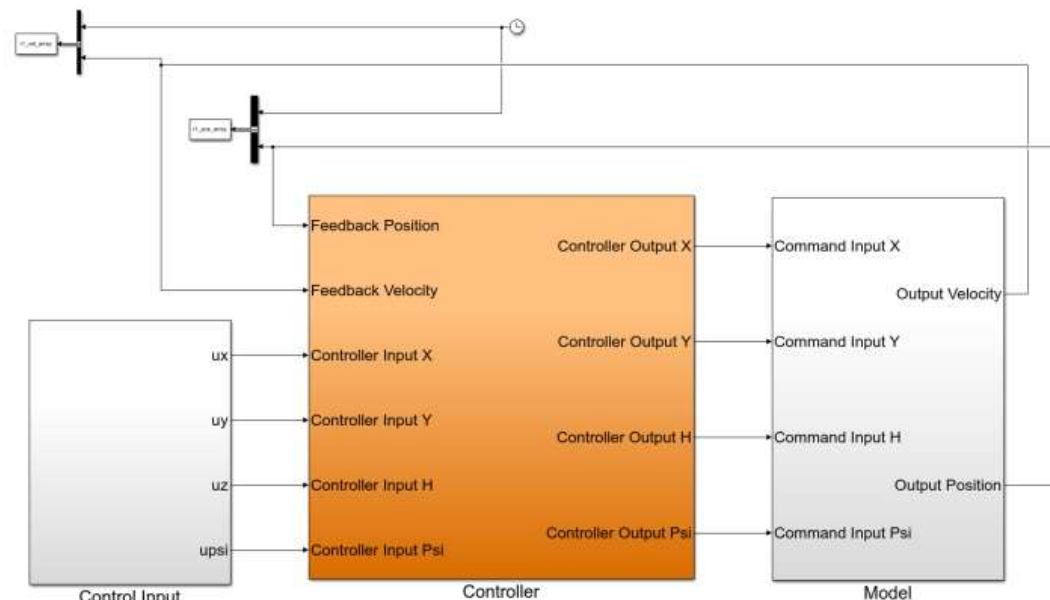 Feedback Position
Feedback Velocity
Controller Input X
Controller Input Y
Controller Input H
Controller Input Psi
Controller Output X
Controller Output Y
Controller Output H
Controller Output Psi
Command Input X
Command Input Y
Command Input H
Command Input Psi
Output Velocity
Output Position
ux
uy
uz
upsi
Control Input
Controller
Model